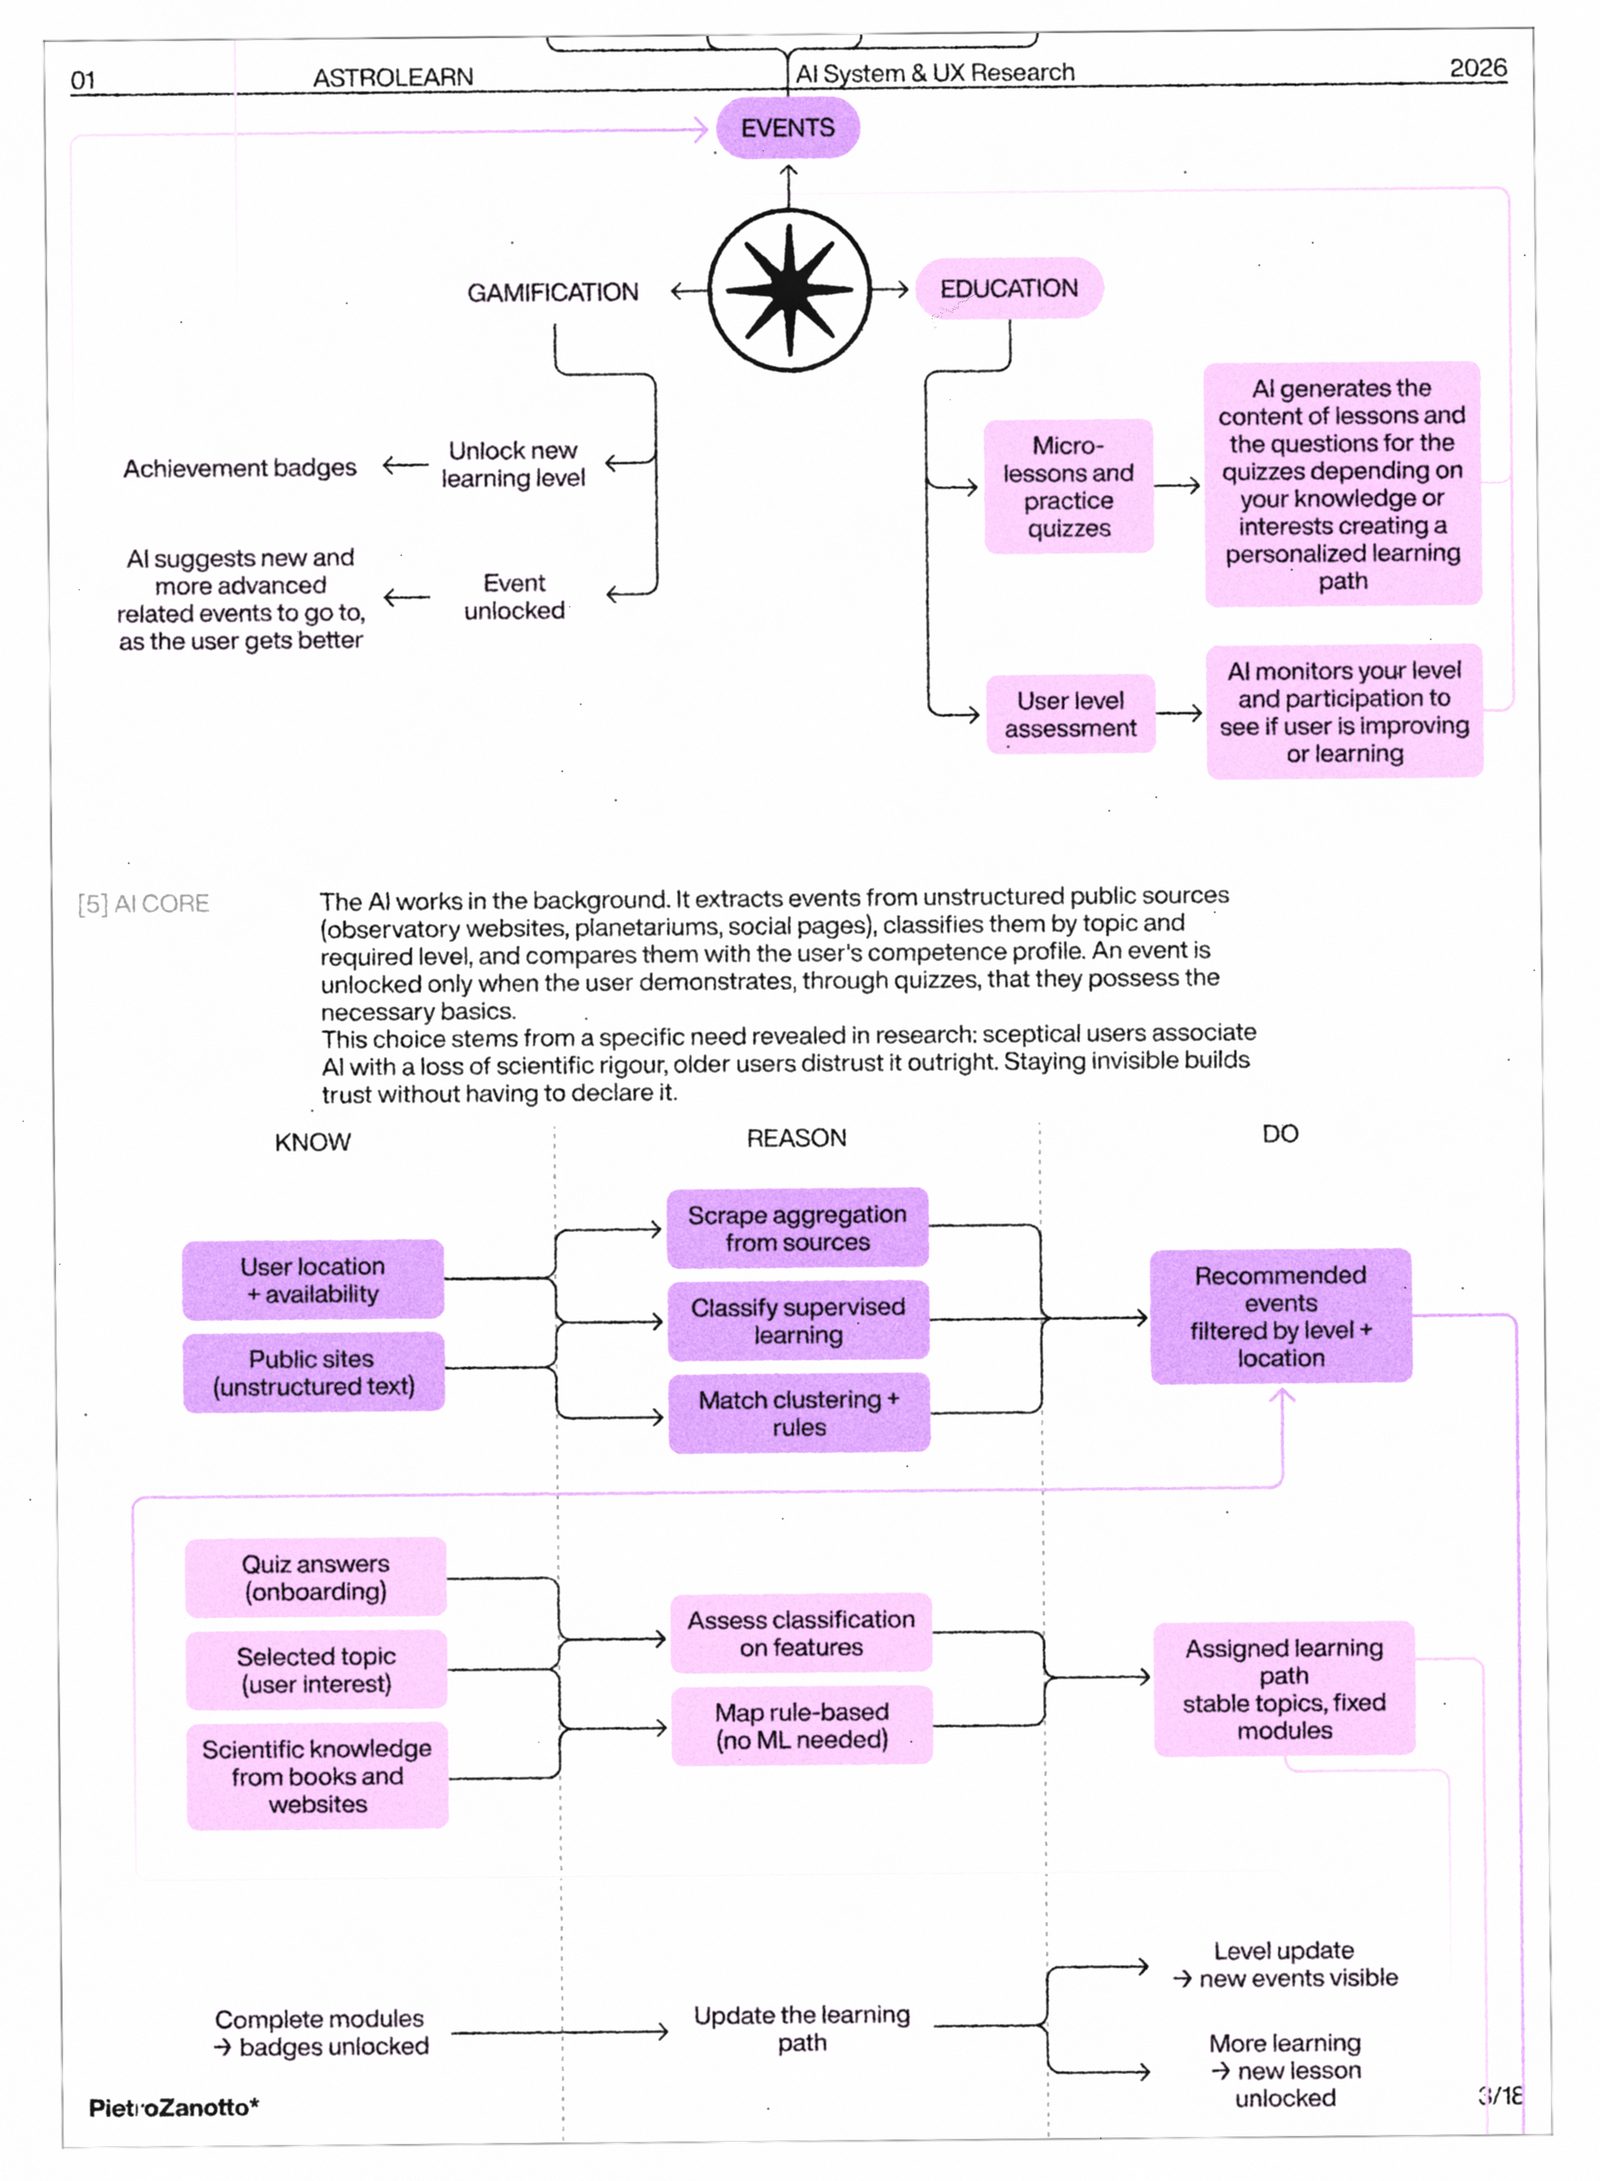 01 ASTROLEARN AI System & UX Research 2026
EVENTS
GAMIFICATION
EDUCATION
Achievement badges
Unlock new
learning level
AI suggests new and
more advanced
related events to go to,
as the user gets better
Event
unlocked
Micro-
lessons and
practice
quizzes
AI generates the
content of lessons and
the questions for the
quizzes depending on
your knowledge or
interests creating a
personalized learning
path
User level
assessment
AI monitors your level
and participation to
see if user is improving
or learning
[5] AI CORE
The AI works in the background. It extracts events from unstructured public sources
(observatory websites, planetariums, social pages), classifies them by topic and
required level, and compares them with the user's competence profile. An event is
unlocked only when the user demonstrates, through quizzes, that they possess the
necessary basics.
This choice stems from a specific need revealed in research: sceptical users associate
AI with a loss of scientific rigour, older users distrust it outright. Staying invisible builds
trust without having to declare it.
KNOW
REASON
DO
User location
+ availability
Public sites
(unstructured text)
Scrape aggregation
from sources
Classify supervised
learning
Match clustering +
rules
Recommended
events
filtered by level +
location
Quiz answers
(onboarding)
Selected topic
(user interest)
Scientific knowledge
from books and
websites
Assess classification
on features
Map rule-based
(no ML needed)
Assigned learning
path
stable topics, fixed
modules
Complete modules
→ badges unlocked
Update the learning
path
Level update
→ new events visible
More learning
→ new lesson
unlocked
PietroZanotto*
3/18